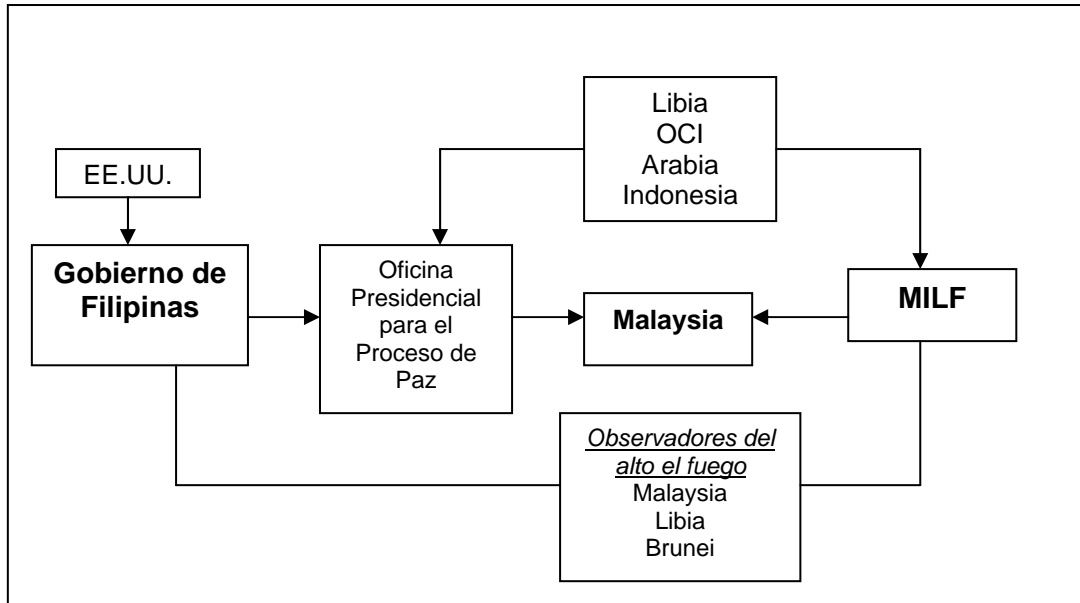 Libia
OCI
Arabia
Indonesia
EE.UU.
Gobierno de
Filipinas
Oficina
Presidencial
para el
Proceso de
Paz
Malaysia
MILF
Observadores del
alto el fuego
Malaysia
Libia
Brunei